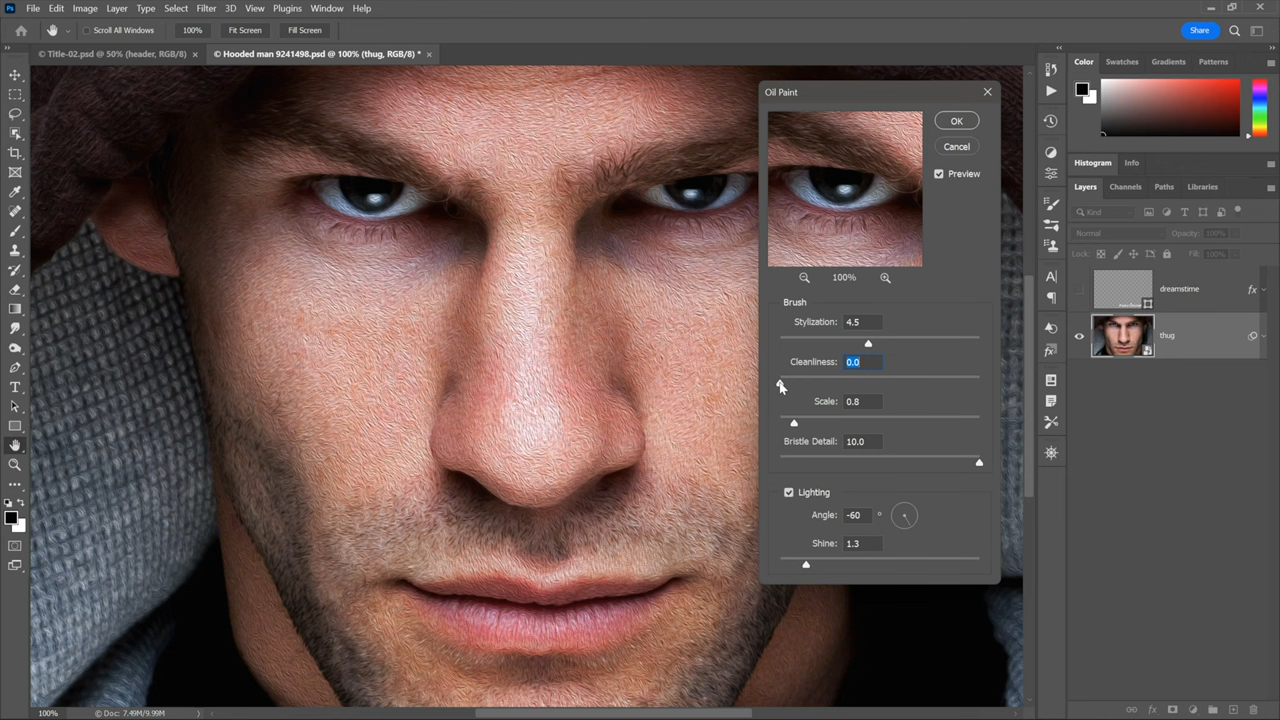 Ps File Edit Image Layer Type Select Filter 3D View Plugins Window Help
Scroll All Windows 100% Fit Screen Fill Screen Share
© Title-02.psd @ 50% (header, RGB/8) × © Hooded man 9241498.psd @ 100% (thug, RGB/8) * ×
Color Swatches Gradients Patterns
Oil Paint
OK
Cancel
Preview
100%
Brush
Stylization: 4.5
Cleanliness: 0.0
Scale: 0.8
Bristle Detail: 10.0
Lighting
Angle: -60 °
Shine: 1.3
Histogram Info
Layers Channels Paths Libraries
Kind
Normal Opacity: 100%
Lock: Fill: 100%
dreamstime fx
thug
100% © Doc: 7.49M/9.99M